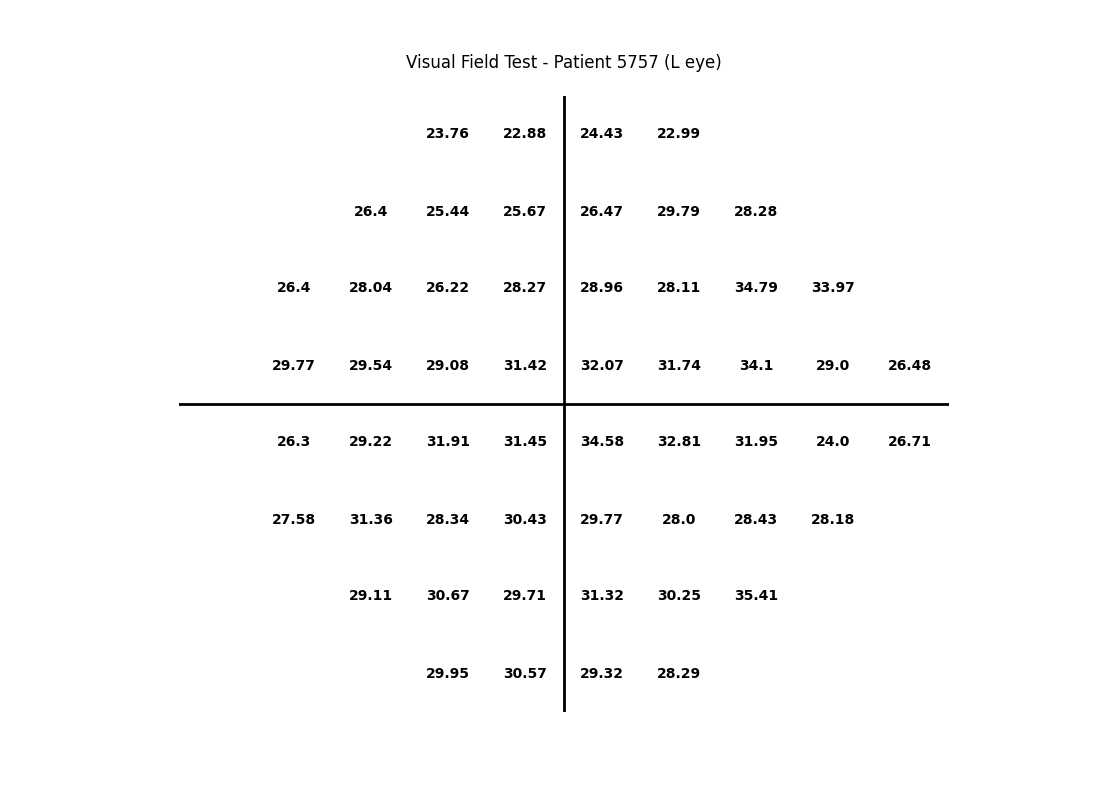 Visual Field Test - Patient 5757 (L eye)
23.76 22.88 24.43 22.99
26.4 25.44 25.67 26.47 29.79 28.28
26.4 28.04 26.22 28.27 28.96 28.11 34.79 33.97
29.77 29.54 29.08 31.42 32.07 31.74 34.1 29.0 26.48
26.3 29.22 31.91 31.45 34.58 32.81 31.95 24.0 26.71
27.58 31.36 28.34 30.43 29.77 28.0 28.43 28.18
29.11 30.67 29.71 31.32 30.25 35.41
29.95 30.57 29.32 28.29